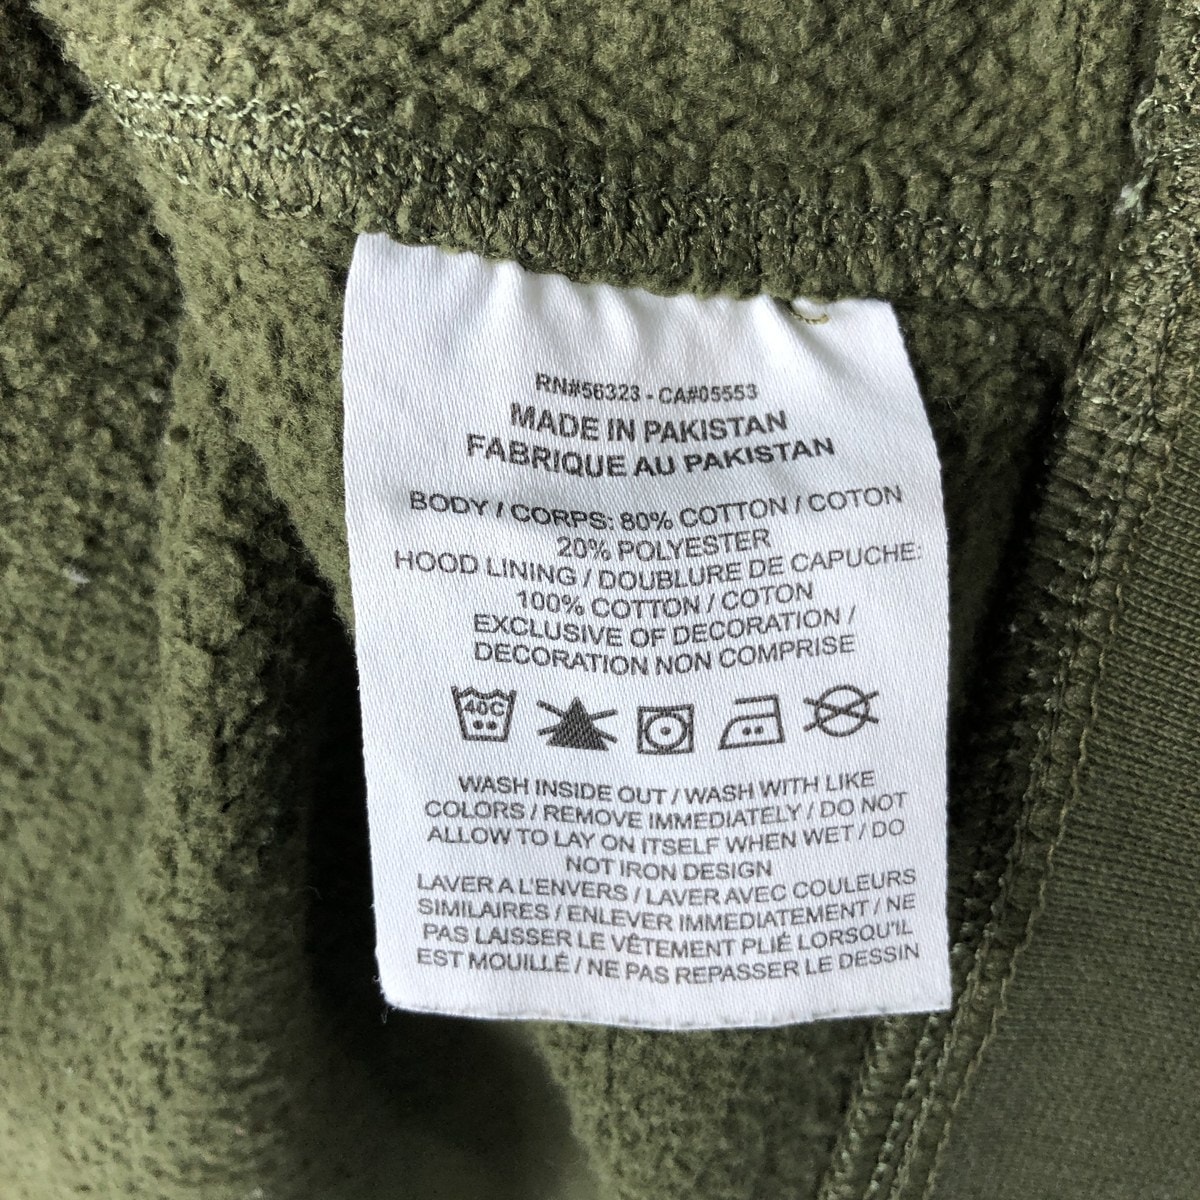 RN#56323 - CA#05553
MADE IN PAKISTAN
FABRIQUE AU PAKISTAN
BODY / CORPS: 80% COTTON / COTON
20% POLYESTER
HOOD LINING / DOUBLURE DE CAPUCHE:
100% COTTON / COTON
EXCLUSIVE OF DECORATION /
DECORATION NON COMPRISE
40C
WASH INSIDE OUT / WASH WITH LIKE
COLORS / REMOVE IMMEDIATELY / DO NOT
ALLOW TO LAY ON ITSELF WHEN WET / DO
NOT IRON DESIGN
LAVER A L'ENVERS / LAVER AVEC COULEURS
SIMILAIRES / ENLEVER IMMEDIATEMENT / NE
PAS LAISSER LE VÊTEMENT PLIÉ LORSQU'IL
EST MOUILLÉ / NE PAS REPASSER LE DESSIN